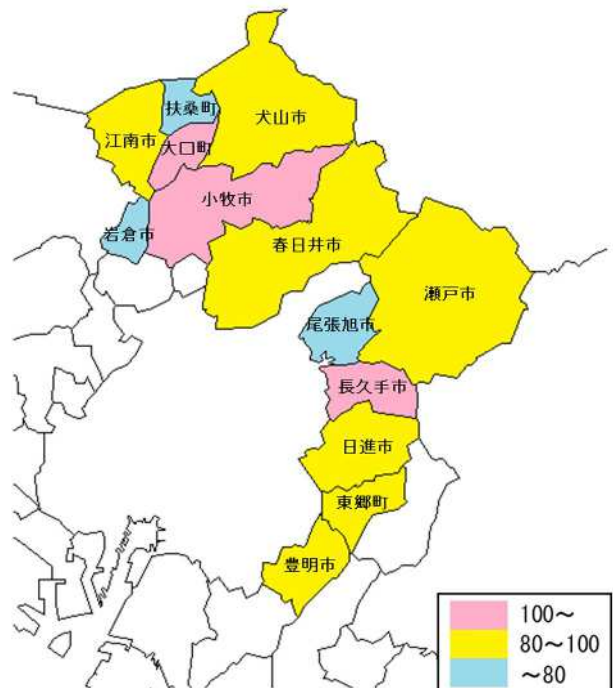 扶桑町
犬山市
江南市
大口町
小牧市
岩倉市
春日井市
瀬戸市
尾張旭市
長久手市
日進市
東郷町
豊明市
100～
80～100
～80